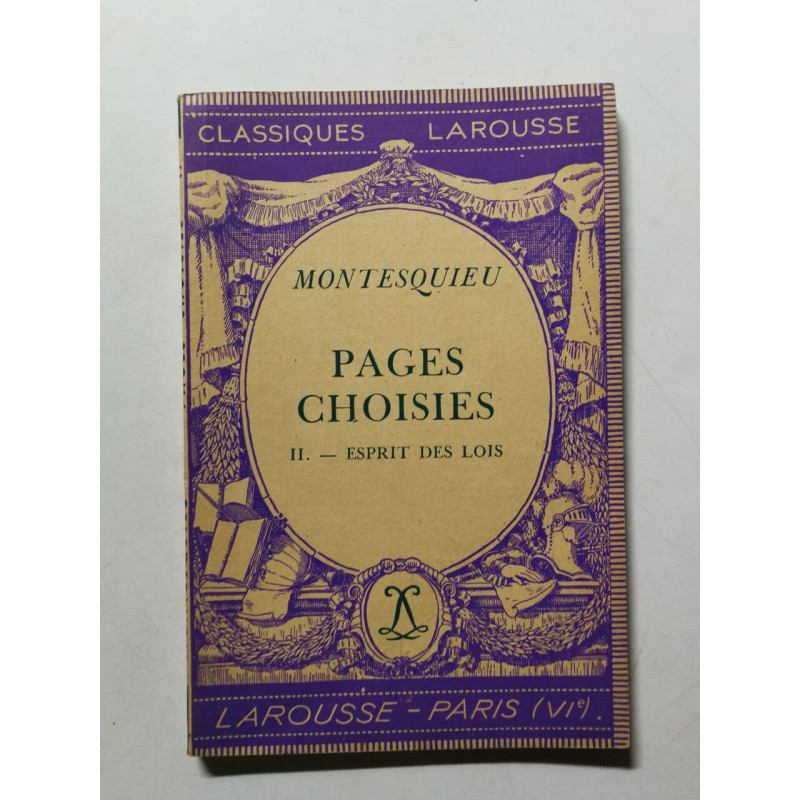 CLASSIQUES LAROUSSE
MONTESQUIEU
PAGES
CHOISIES
II. — ESPRIT DES LOIS
LAROUSSE - PARIS (VIe)